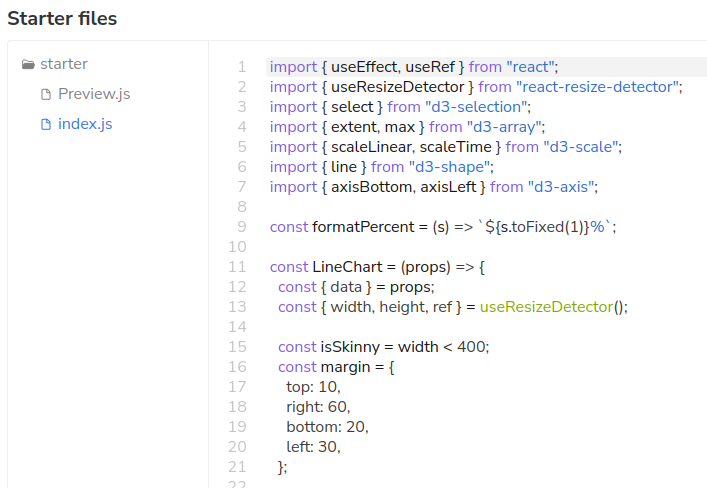 Starter files
starter
Preview.js
index.js
1 import { useEffect, useRef } from "react";
2 import { useResizeDetector } from "react-resize-detector";
3 import { select } from "d3-selection";
4 import { extent, max } from "d3-array";
5 import { scaleLinear, scaleTime } from "d3-scale";
6 import { line } from "d3-shape";
7 import { axisBottom, axisLeft } from "d3-axis";
8
9 const formatPercent = (s) => `${s.toFixed(1)}%`;
10
11 const LineChart = (props) => {
12 const { data } = props;
13 const { width, height, ref } = useResizeDetector();
14
15 const isSkinny = width < 400;
16 const margin = {
17 top: 10,
18 right: 60,
19 bottom: 20,
20 left: 30,
21 };
22